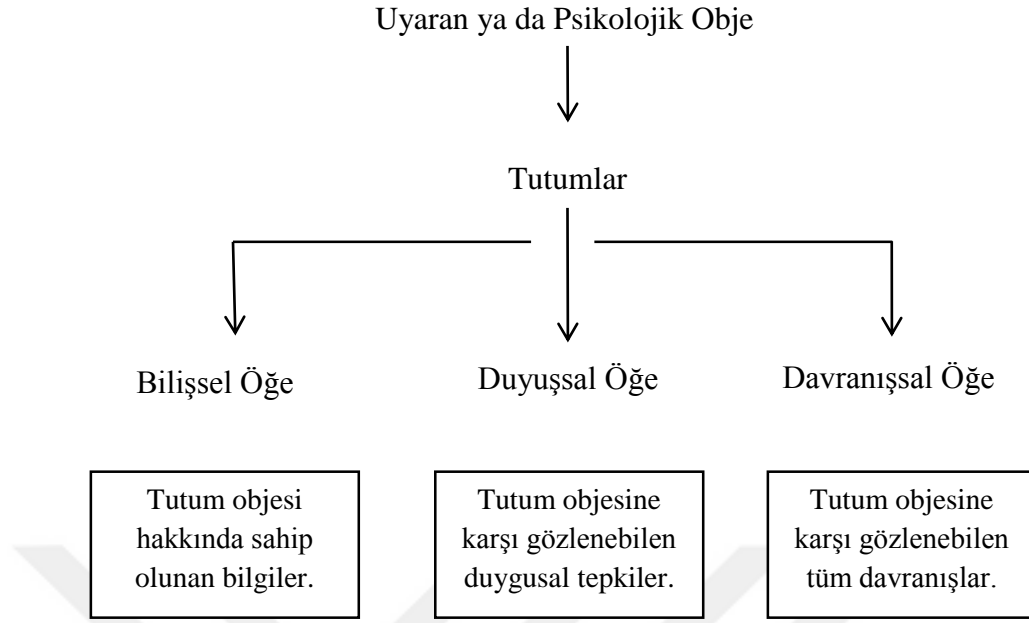 Uyaran ya da Psikolojik Obje
Tutumlar
Bilişsel Öğe
Duyuşsal Öğe
Davranışsal Öğe
Tutum objesi
hakkında sahip
olunan bilgiler.
Tutum objesine
karşı gözlenebilen
duygusal tepkiler.
Tutum objesine
karşı gözlenebilen
tüm davranışlar.